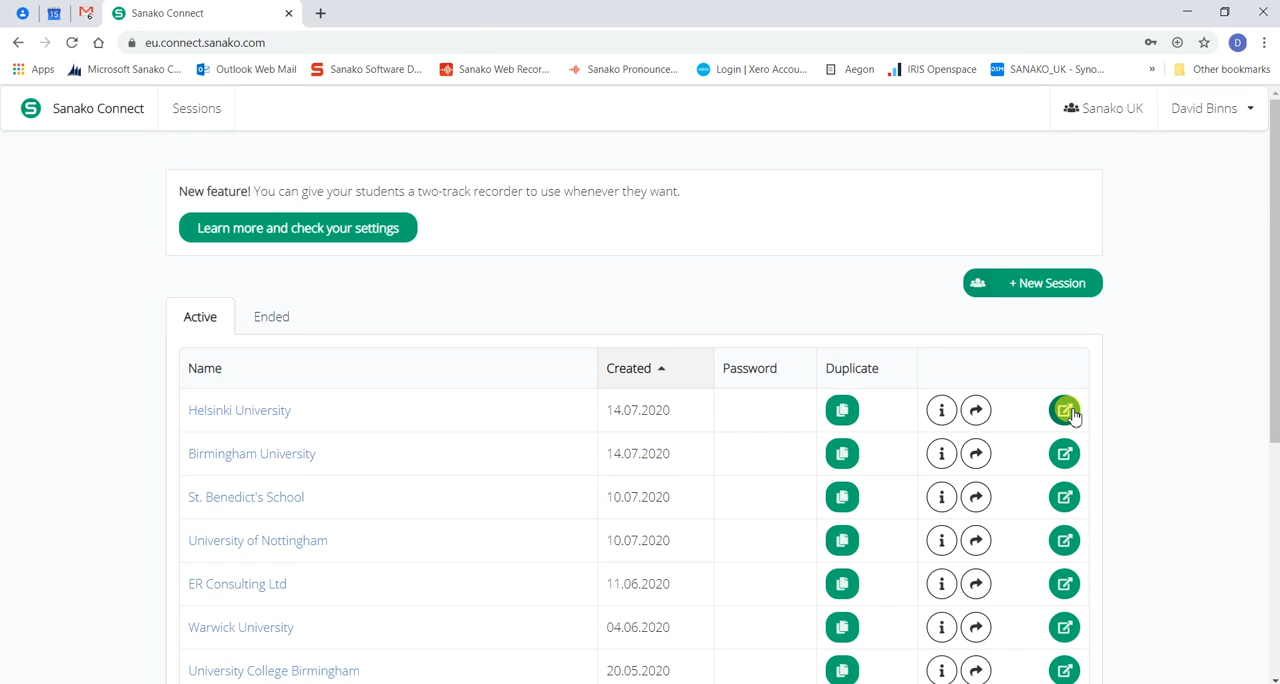 15
Sanako Connect
eu.connect.sanako.com
D
Apps
Microsoft Sanako C...
Outlook Web Mail
Sanako Software D...
Sanako Web Recor...
Sanako Pronounce...
Login | Xero Accou...
Aegon
IRIS Openspace
SANAKO_UK - Syno...
»
Other bookmarks
S Sanako Connect
Sessions
Sanako UK
David Binns
New feature! You can give your students a two-track recorder to use whenever they want.
Learn more and check your settings
+ New Session
Active
Ended
Name Created Password Duplicate
Helsinki University 14.07.2020
Birmingham University 14.07.2020
St. Benedict's School 10.07.2020
University of Nottingham 10.07.2020
ER Consulting Ltd 11.06.2020
Warwick University 04.06.2020
University College Birmingham 20.05.2020